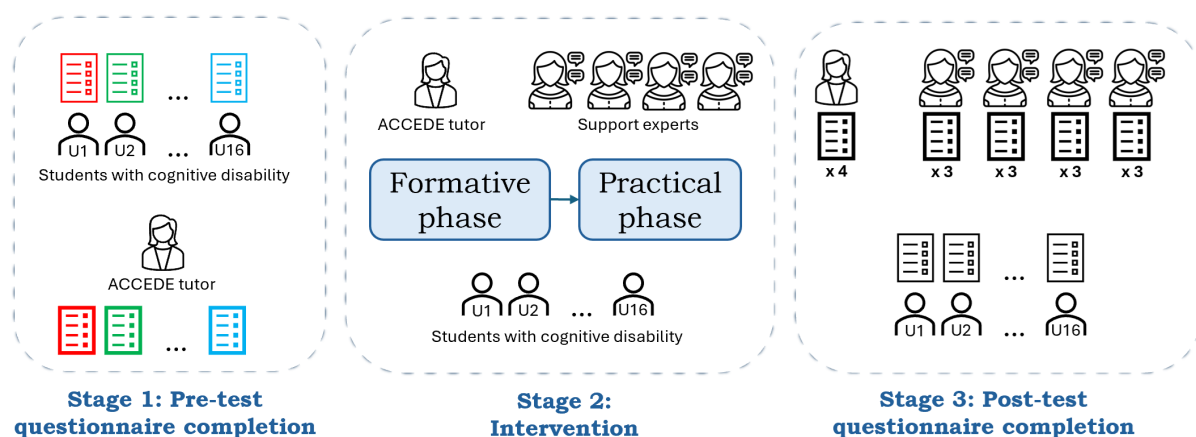 ...
U1 U2 ... U16
Students with cognitive disability
ACCEDE tutor
...
Stage 1: Pre-test
questionnaire completion
ACCEDE tutor
Support experts
Formative
phase
Practical
phase
U1 U2 ... U16
Students with cognitive disability
Stage 2:
Intervention
x 4
x 3 x 3 x 3 x 3
...
U1 U2 ... U16
Stage 3: Post-test
questionnaire completion